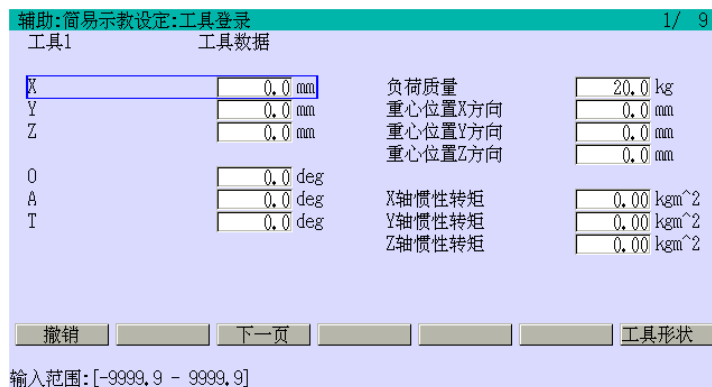 辅助:简易示教设定:工具登录 1/ 9
工具1 工具数据
X 0.0 mm 负荷质量 20.0 kg
Y 0.0 mm 重心位置X方向 0.0 mm
Z 0.0 mm 重心位置Y方向 0.0 mm
重心位置Z方向 0.0 mm
O 0.0 deg
A 0.0 deg X轴惯性转矩 0.00 kgm^2
T 0.0 deg Y轴惯性转矩 0.00 kgm^2
Z轴惯性转矩 0.00 kgm^2
撤销 下一页 工具形状
输入范围:[-9999.9 - 9999.9]